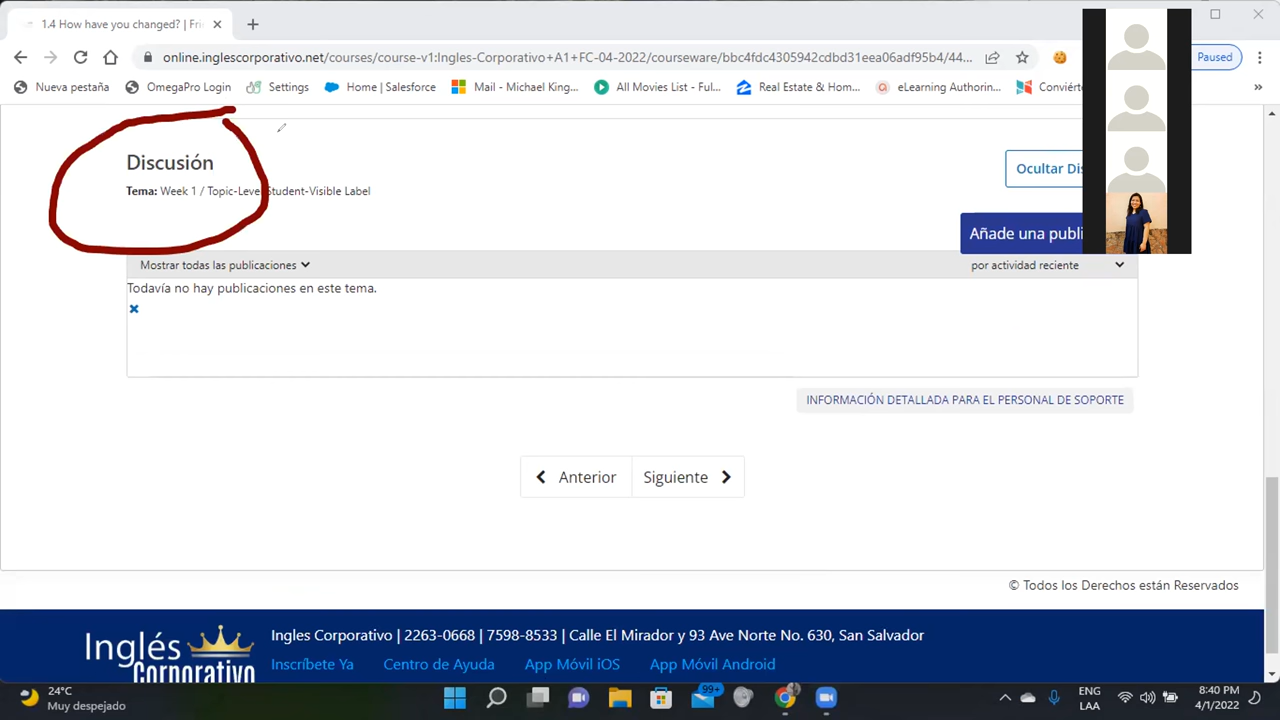 1.4 How have you changed? | Fri
online.inglescorporativo.net/courses/course-v1:Ingles-Corporativo+A1+FC-04-2022/courseware/bbc4fdc4305942cdbd31eea06adf95b4/44...
Paused
Nueva pestaña
OmegaPro Login
Settings
Home | Salesforce
Mail - Michael King...
All Movies List - Ful...
Real Estate & Hom...
eLearning Authorin...
Conviérte
»
Discusión
Ocultar Dis
Tema: Week 1 / Topic-Level Student-Visible Label
Añade una publi
Mostrar todas las publicaciones
por actividad reciente
Todavía no hay publicaciones en este tema.
INFORMACIÓN DETALLADA PARA EL PERSONAL DE SOPORTE
Anterior
Siguiente
© Todos los Derechos están Reservados
Inglés Corporativo
Ingles Corporativo | 2263-0668 | 7598-8533 | Calle El Mirador y 93 Ave Norte No. 630, San Salvador
Inscríbete Ya
Centro de Ayuda
App Móvil iOS
App Móvil Android
24°C
Muy despejado
99+
ENG
LAA
8:40 PM
4/1/2022